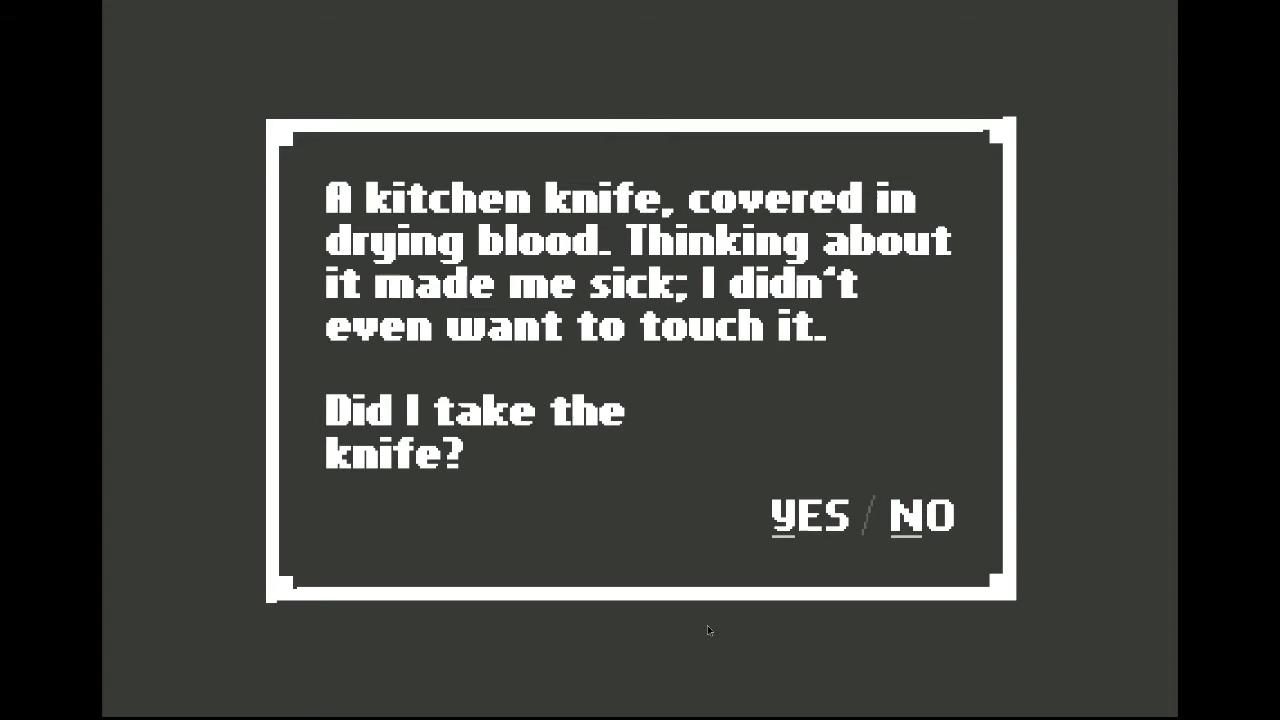 A kitchen knife, covered in
drying blood. Thinking about
it made me sick; I didn‘t
even want to touch it.
Did I take the
knife?
YES / NO